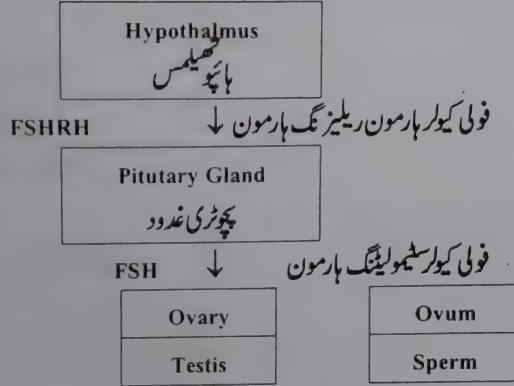 Hypothalmus
ہائپوتھیلمس
FSHRH ↓ فولی کیولر ہارمون ریلیزنگ ہارمون
Pitutary Gland
پچوٹری غدود
FSH ↓ فولی کیولر سٹیمولیٹنگ ہارمون
Ovary Ovum
Testis Sperm